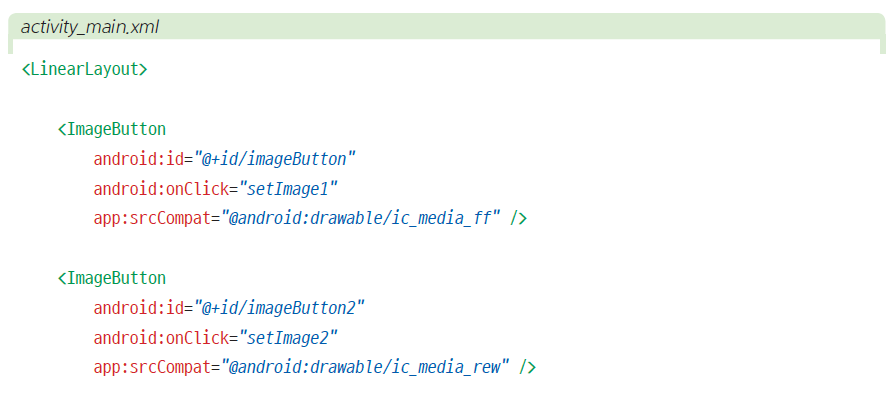 activity_main.xml
<LinearLayout>
<ImageButton
android:id="@+id/imageButton"
android:onClick="setImage1"
app:srcCompat="@android:drawable/ic_media_ff" />
<ImageButton
android:id="@+id/imageButton2"
android:onClick="setImage2"
app:srcCompat="@android:drawable/ic_media_rew" />